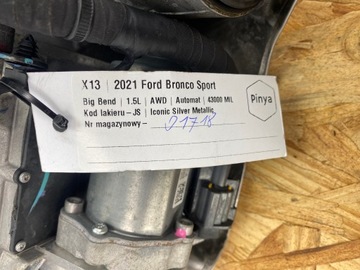 X13 | 2021 Ford Bronco Sport
Big Bend | 1.5L | AWD | Automat | 43000 MIL
Kod lakieru – JS | Iconic Silver Metallic
Nr magazynowy – 01718
Pinya